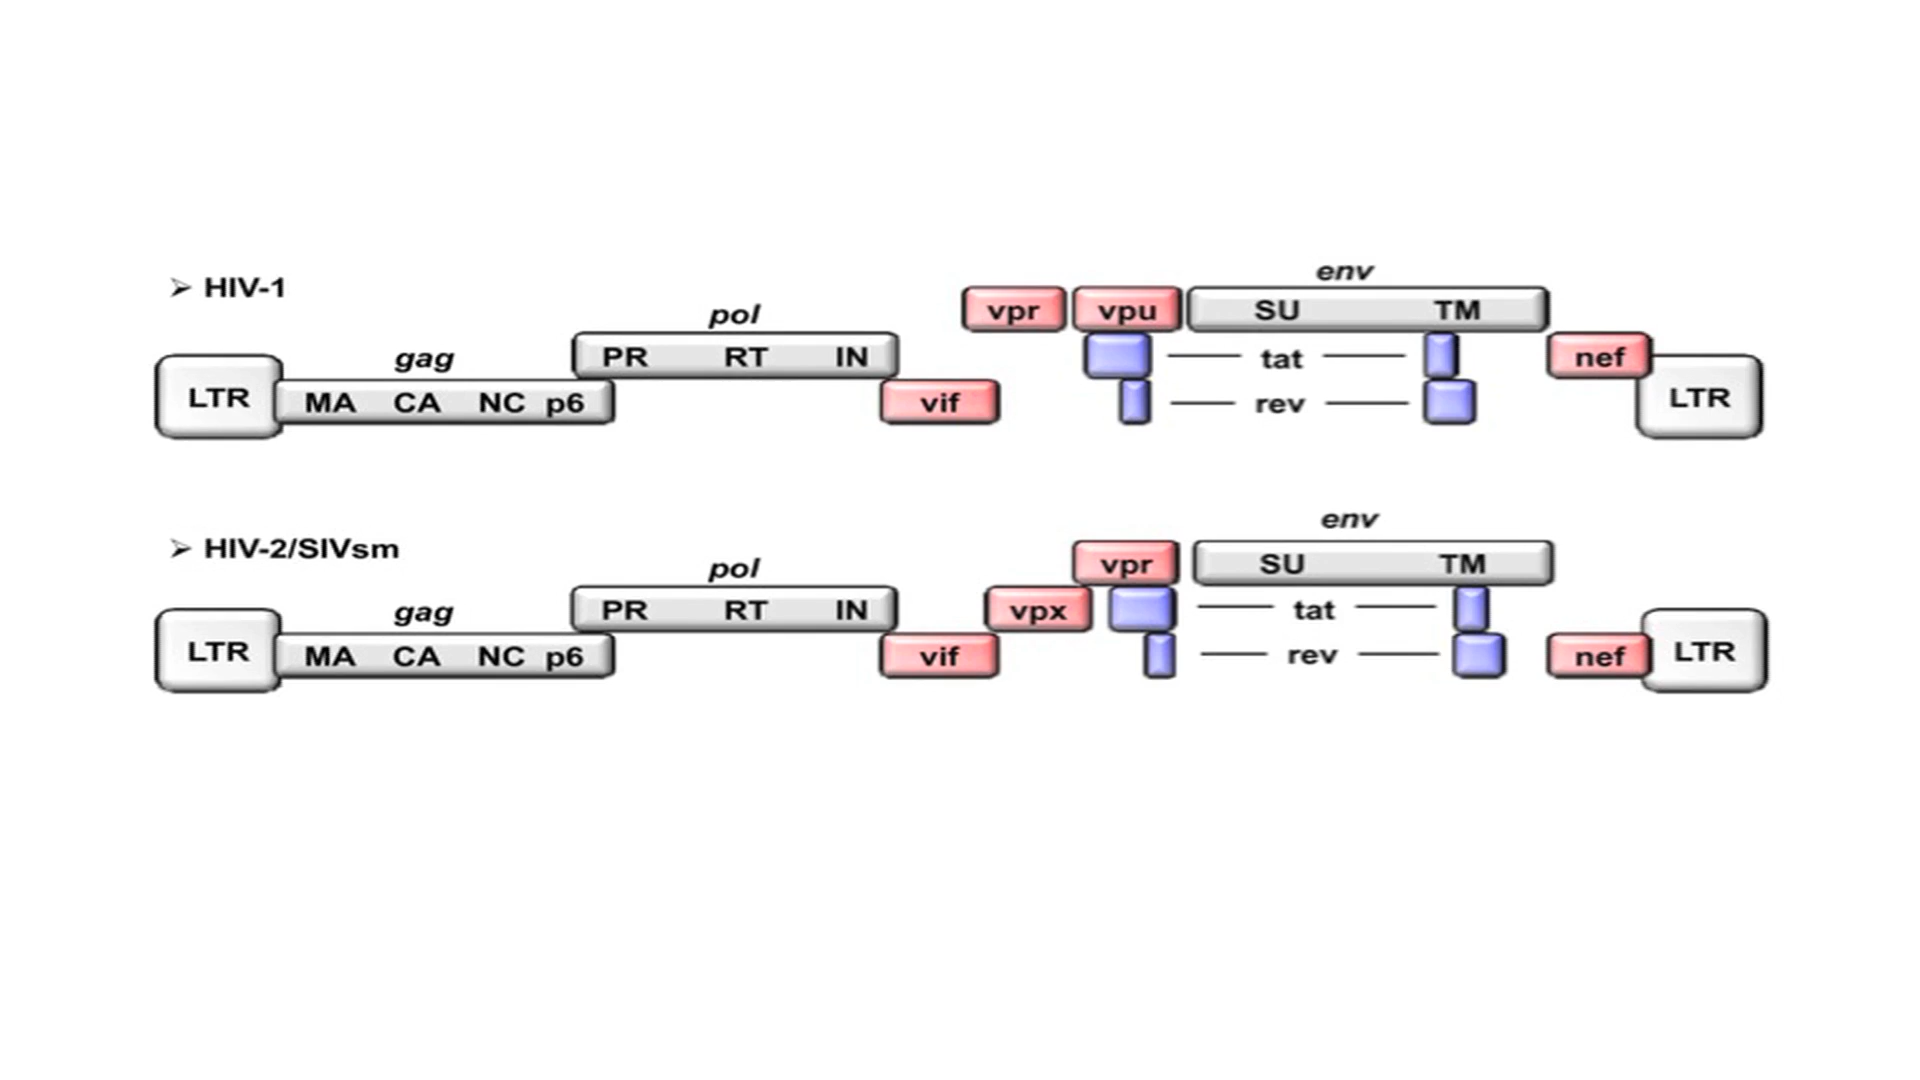 ➢ HIV-1
env
vpr vpu SU TM
pol
PR RT IN tat nef
gag
LTR MA CA NC p6 vif rev LTR
➢ HIV-2/SIVsm
env
vpr SU TM
pol
PR RT IN vpx tat
gag
LTR MA CA NC p6 vif rev nef LTR